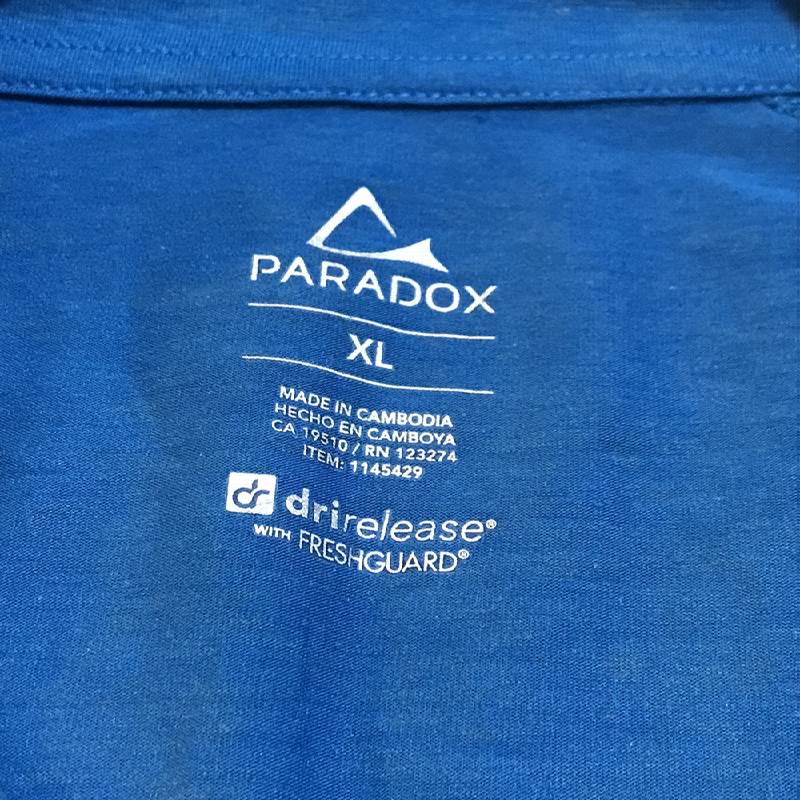 PARADOX
XL
MADE IN CAMBODIA
HECHO EN CAMBOYA
CA 19510 / RN 123274
ITEM: 1145429
dr drirelease®
WITH FRESHGUARD®